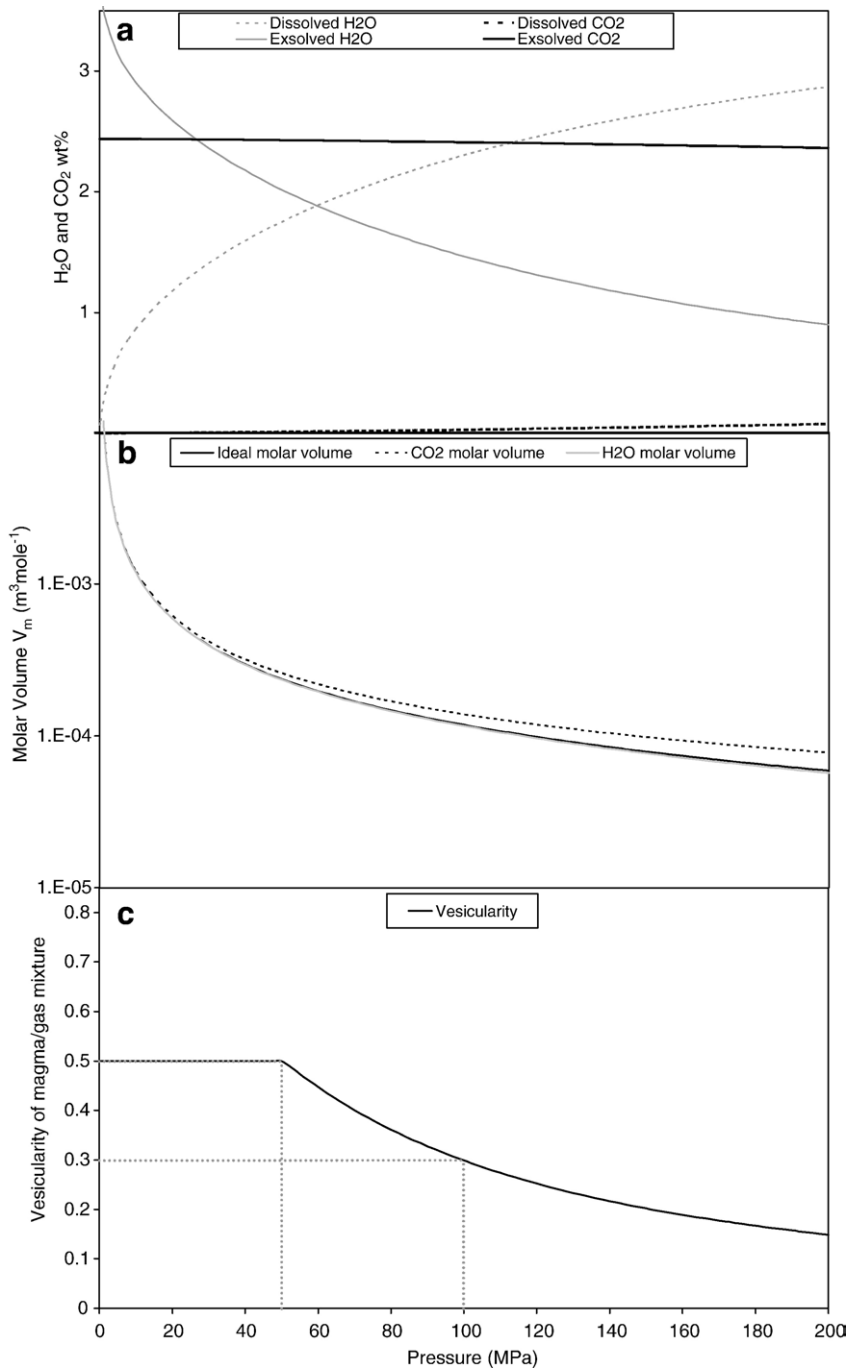 a
Dissolved H2O
Dissolved CO2
Exsolved H2O
Exsolved CO2
3
2
1
H₂O and CO₂ wt%
b
Ideal molar volume
CO2 molar volume
H2O molar volume
1.E-03
1.E-04
1.E-05
Molar Volume Vₘ (m³mole⁻¹)
c
Vesicularity
0.8
0.7
0.6
0.5
0.4
0.3
0.2
0.1
0
Vesicularity of magma/gas mixture
0 20 40 60 80 100 120 140 160 180 200
Pressure (MPa)